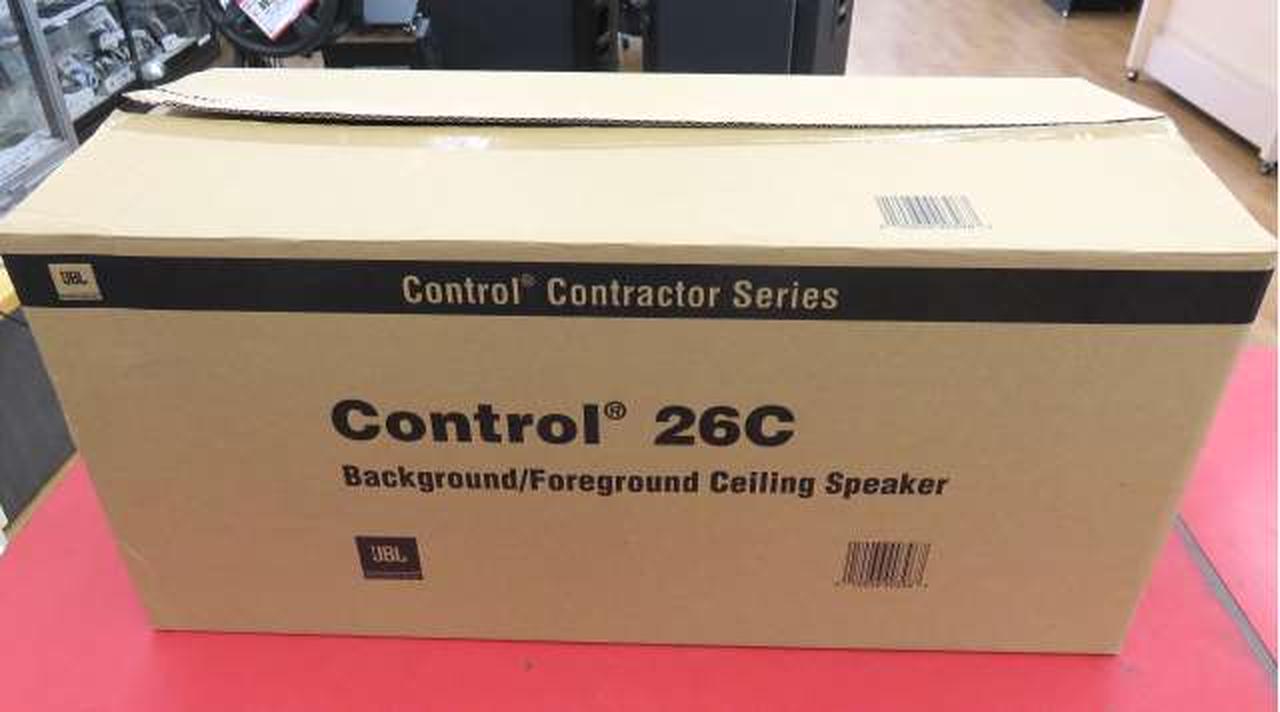 JBL
Control® Contractor Series
Control® 26C
Background/Foreground Ceiling Speaker
JBL